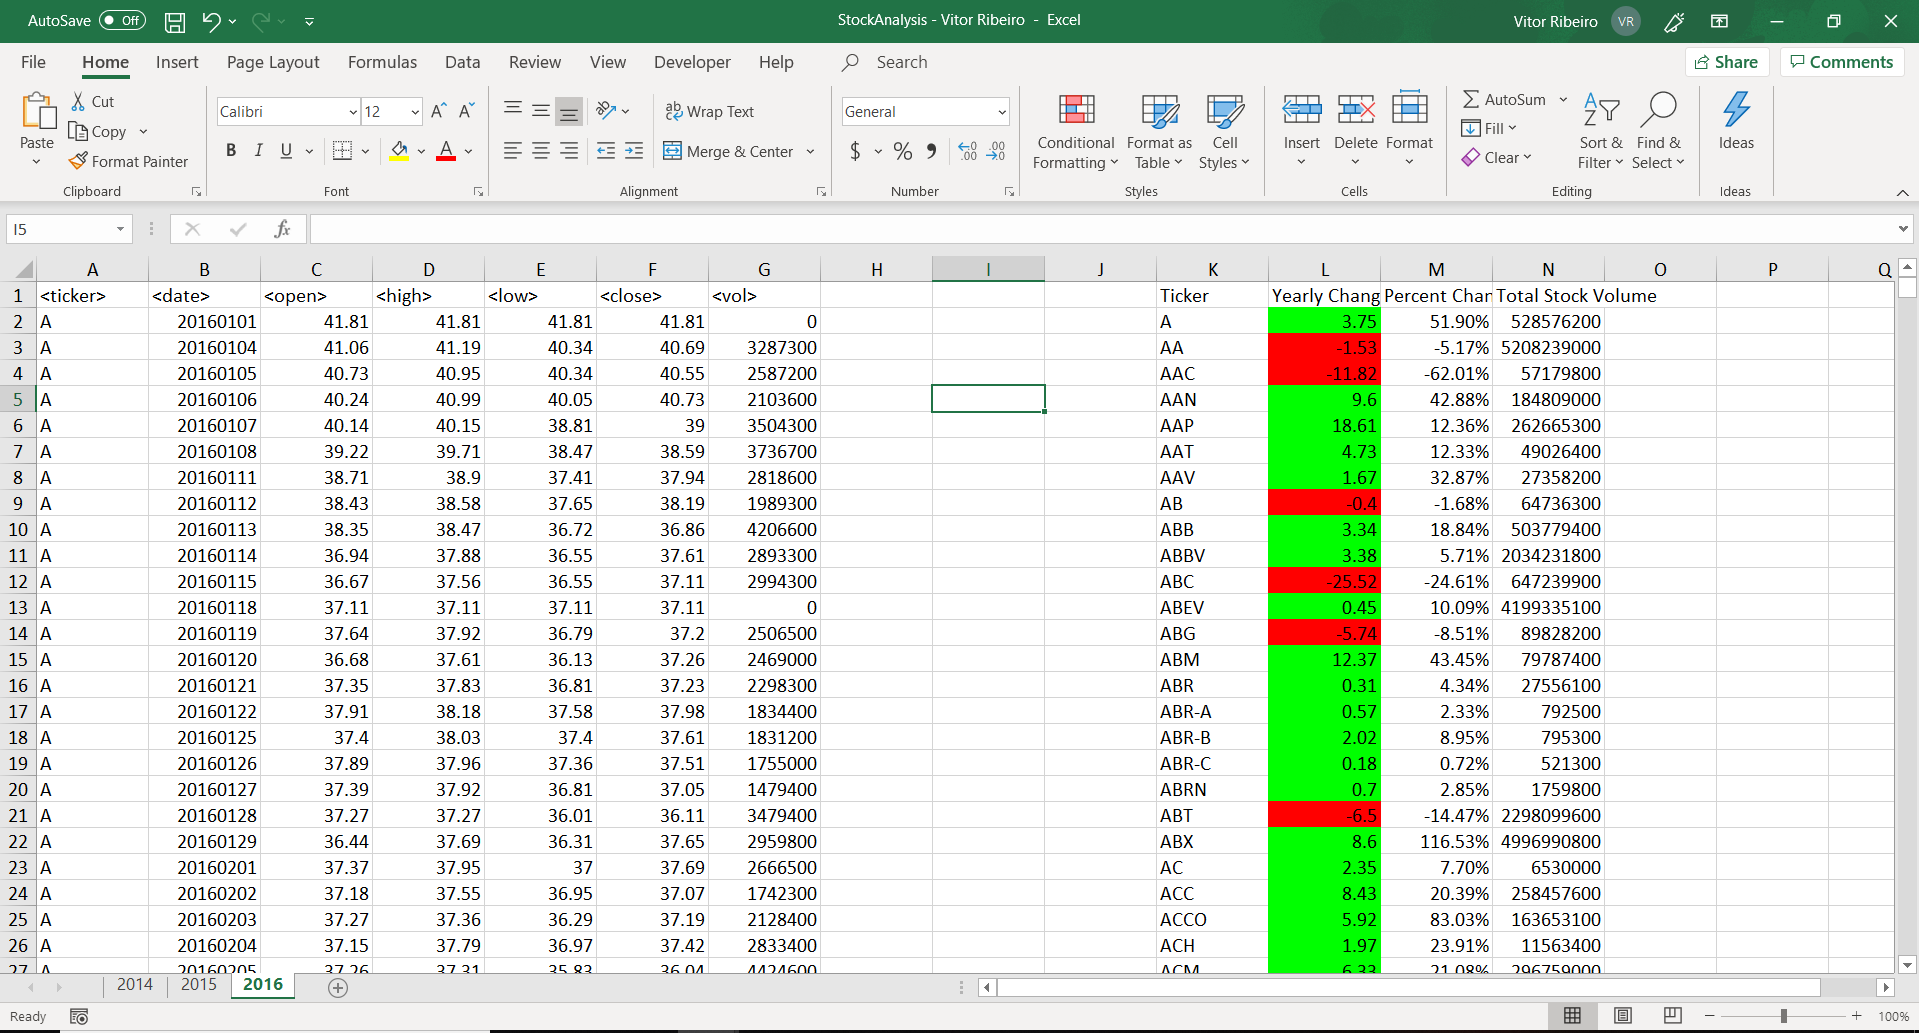 AutoSave Off StockAnalysis - Vitor Ribeiro - Excel Vitor Ribeiro VR
File Home Insert Page Layout Formulas Data Review View Developer Help Search Share Comments
Paste Cut Copy Format Painter Clipboard
Calibri 12 B I U A Font
Wrap Text Merge & Center Alignment
General $ % Number
Conditional Formatting Format as Table Cell Styles Styles
Insert Delete Format Cells
AutoSum Fill Clear Sort & Filter Find & Select Editing
Ideas Ideas
I5 fx
A B C D E F G H I J K L M N O P Q
1 <ticker> <date> <open> <high> <low> <close> <vol> Ticker Yearly Chang Percent Char Total Stock Volume
2 A 20160101 41.81 41.81 41.81 41.81 0 A 3.75 51.90% 528576200
3 A 20160104 41.06 41.19 40.34 40.69 3287300 AA -1.53 -5.17% 5208239000
4 A 20160105 40.73 40.95 40.34 40.55 2587200 AAC -11.82 -62.01% 57179800
5 A 20160106 40.24 40.99 40.05 40.73 2103600 AAN 9.6 42.88% 184809000
6 A 20160107 40.14 40.15 38.81 39 3504300 AAP 18.61 12.36% 262665300
7 A 20160108 39.22 39.71 38.47 38.59 3736700 AAT 4.73 12.33% 49026400
8 A 20160111 38.71 38.9 37.41 37.94 2818600 AAV 1.67 32.87% 27358200
9 A 20160112 38.43 38.58 37.65 38.19 1989300 AB -0.4 -1.68% 64736300
10 A 20160113 38.35 38.47 36.72 36.86 4206600 ABB 3.34 18.84% 503779400
11 A 20160114 36.94 37.88 36.55 37.61 2893300 ABBV 3.38 5.71% 2034231800
12 A 20160115 36.67 37.56 36.55 37.11 2994300 ABC -25.52 -24.61% 647239900
13 A 20160118 37.11 37.11 37.11 37.11 0 ABEV 0.45 10.09% 4199335100
14 A 20160119 37.64 37.92 36.79 37.2 2506500 ABG -5.74 -8.51% 89828200
15 A 20160120 36.68 37.61 36.13 37.26 2469000 ABM 12.37 43.45% 79787400
16 A 20160121 37.35 37.83 36.81 37.23 2298300 ABR 0.31 4.34% 27556100
17 A 20160122 37.91 38.18 37.58 37.98 1834400 ABR-A 0.57 2.33% 792500
18 A 20160125 37.4 38.03 37.4 37.61 1831200 ABR-B 2.02 8.95% 795300
19 A 20160126 37.89 37.96 37.36 37.51 1755000 ABR-C 0.18 0.72% 521300
20 A 20160127 37.39 37.92 36.81 37.05 1479400 ABRN 0.7 2.85% 1759800
21 A 20160128 37.27 37.27 36.01 36.11 3479400 ABT -6.5 -14.47% 2298099600
22 A 20160129 36.44 37.69 36.31 37.65 2959800 ABX 8.6 116.53% 4996990800
23 A 20160201 37.37 37.95 37 37.69 2666500 AC 2.35 7.70% 6530000
24 A 20160202 37.18 37.55 36.95 37.07 1742300 ACC 8.43 20.39% 258457600
25 A 20160203 37.27 37.36 36.29 37.19 2128400 ACCO 5.92 83.03% 163653100
26 A 20160204 37.15 37.79 36.97 37.42 2833400 ACH 1.97 23.91% 11563400
27 A 20160205 37.26 37.31 35.83 36.04 4424600 ACM 6.33 21.08% 296759000
2014 2015 2016
Ready 100%